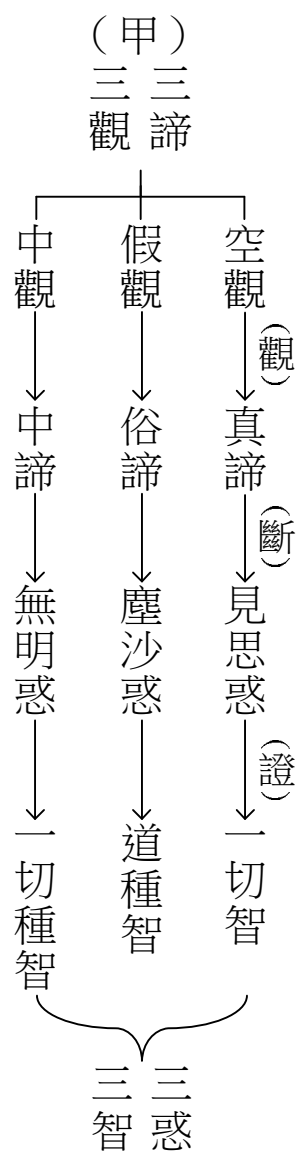 （甲）
三諦
三觀
空觀
（觀）
真諦
（斷）
見思惑
（證）
一切智
假觀
俗諦
塵沙惑
道種智
中觀
中諦
無明惑
一切種智
三惑
三智